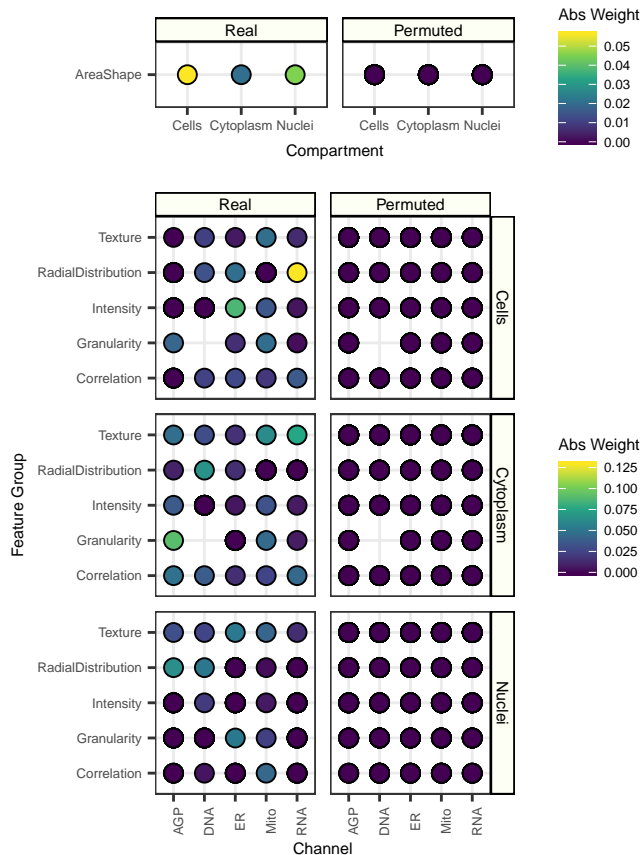 Real
Permuted
AreaShape
Cells
Cytoplasm
Nuclei
Cells
Cytoplasm
Nuclei
Compartment
Abs Weight
0.05
0.04
0.03
0.02
0.01
0.00
Real
Permuted
Texture
RadialDistribution
Intensity
Granularity
Correlation
Cells
Texture
RadialDistribution
Intensity
Granularity
Correlation
Cytoplasm
Texture
RadialDistribution
Intensity
Granularity
Correlation
Nuclei
Feature Group
AGP
DNA
ER
Mito
RNA
AGP
DNA
ER
Mito
RNA
Channel
Abs Weight
0.125
0.100
0.075
0.050
0.025
0.000